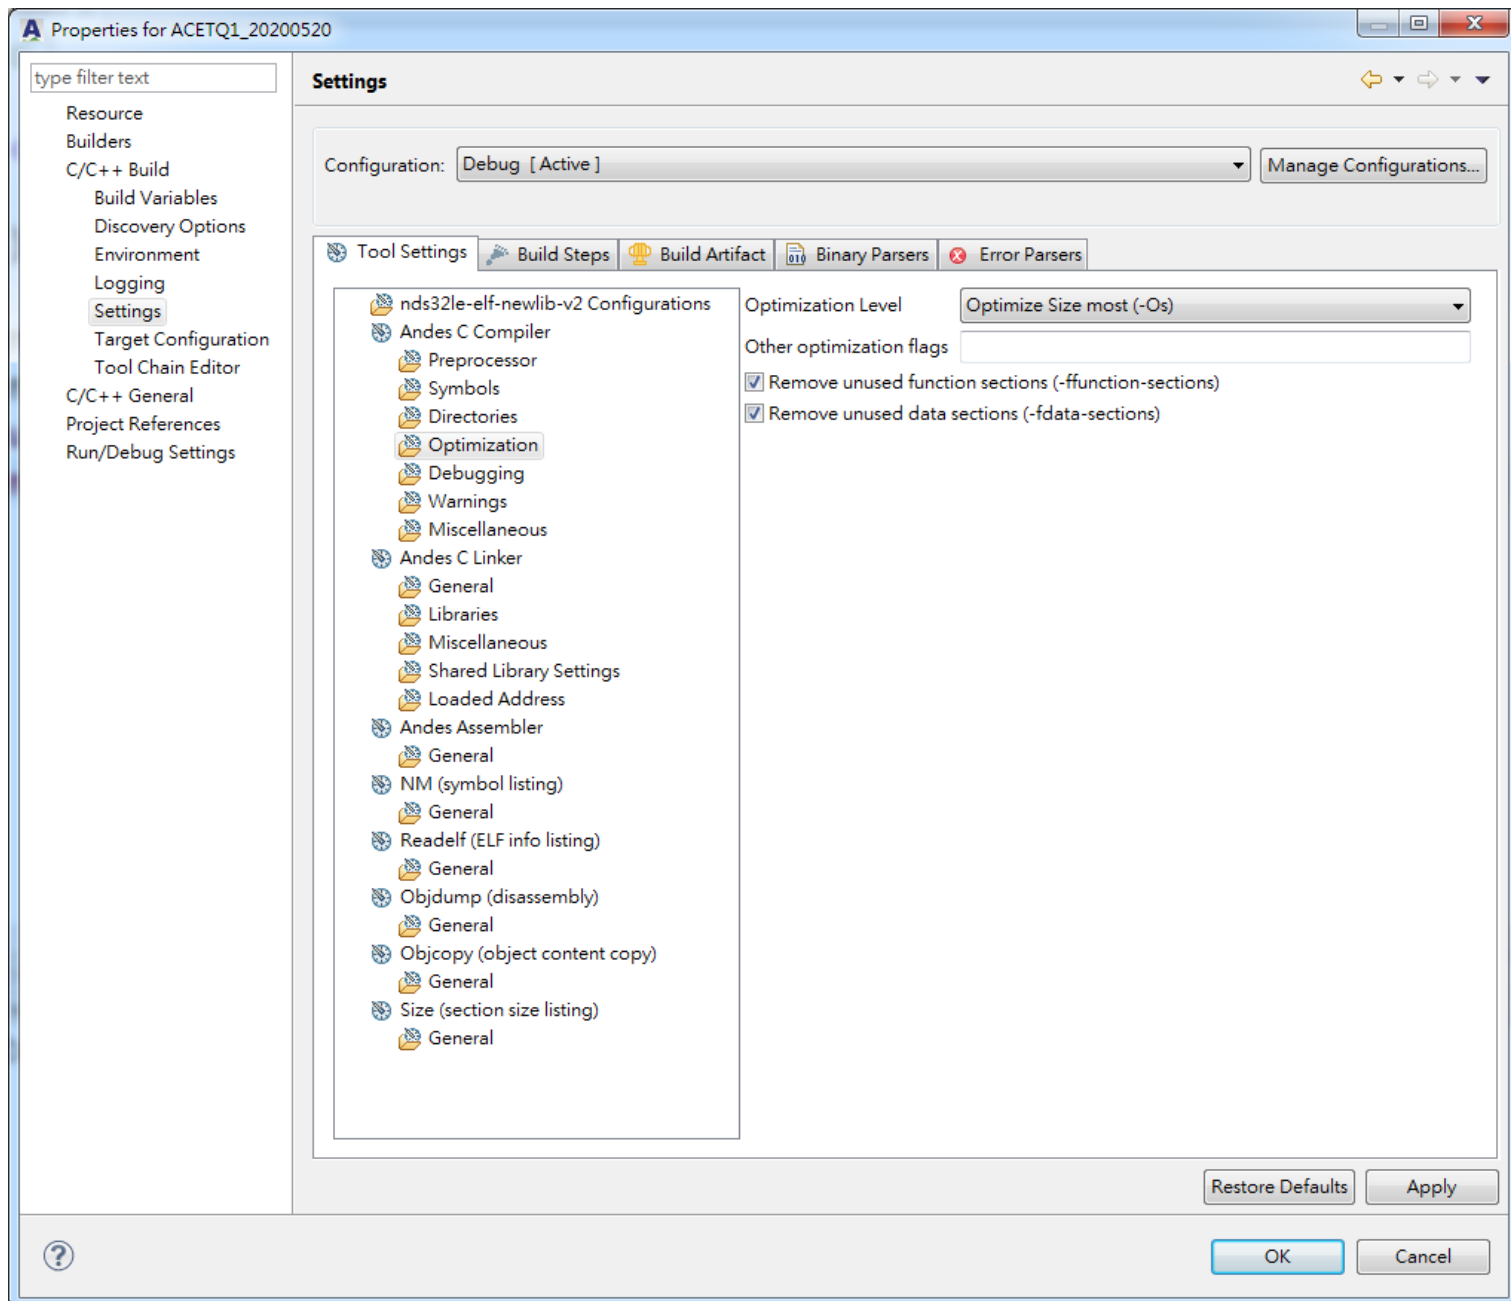 Properties for ACETQ1_20200520
type filter text
Resource
Builders
C/C++ Build
Build Variables
Discovery Options
Environment
Logging
Settings
Target Configuration
Tool Chain Editor
C/C++ General
Project References
Run/Debug Settings
Settings
Configuration: Debug [ Active ] Manage Configurations...
Tool Settings Build Steps Build Artifact Binary Parsers Error Parsers
nds32le-elf-newlib-v2 Configurations
Andes C Compiler
Preprocessor
Symbols
Directories
Optimization
Debugging
Warnings
Miscellaneous
Andes C Linker
General
Libraries
Miscellaneous
Shared Library Settings
Loaded Address
Andes Assembler
General
NM (symbol listing)
General
Readelf (ELF info listing)
General
Objdump (disassembly)
General
Objcopy (object content copy)
General
Size (section size listing)
General
Optimization Level Optimize Size most (-Os)
Other optimization flags
Remove unused function sections (-ffunction-sections)
Remove unused data sections (-fdata-sections)
Restore Defaults Apply
OK Cancel